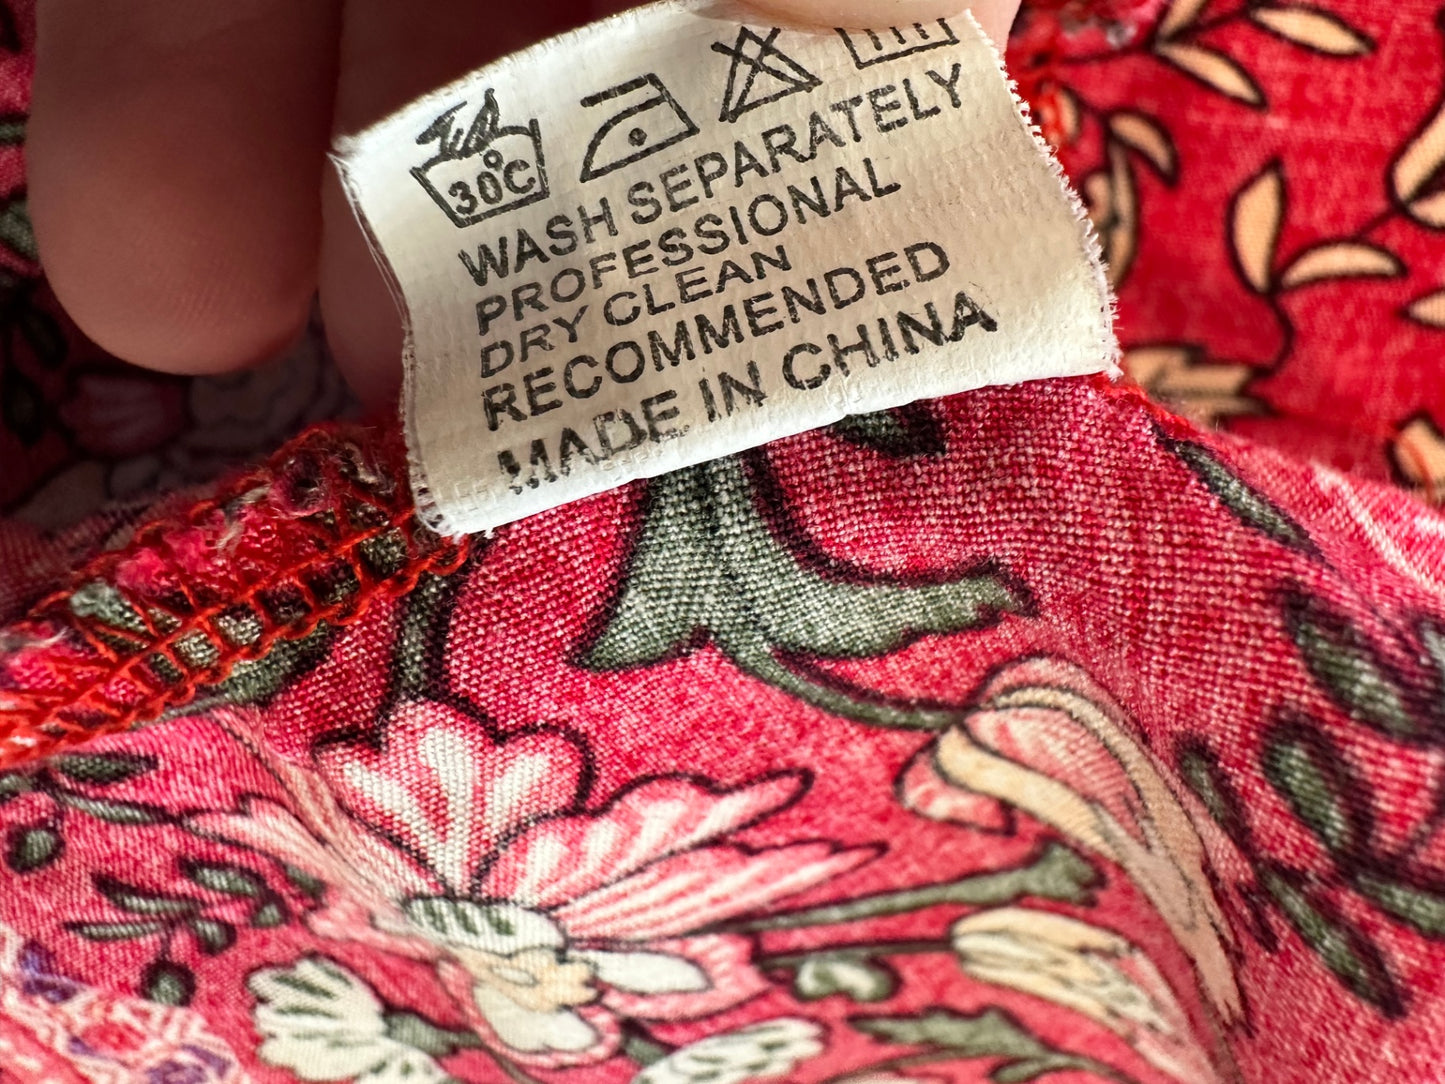 30°C
WASH SEPARATELY
PROFESSIONAL
DRY CLEAN
RECOMMENDED
MADE IN CHINA